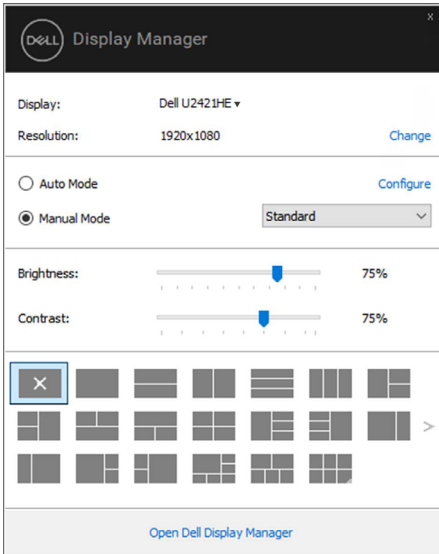 x
DELL Display Manager
Display: Dell U2421HE
Resolution: 1920x1080 Change
Auto Mode Configure
Manual Mode Standard
Brightness: 75%
Contrast: 75%
Open Dell Display Manager